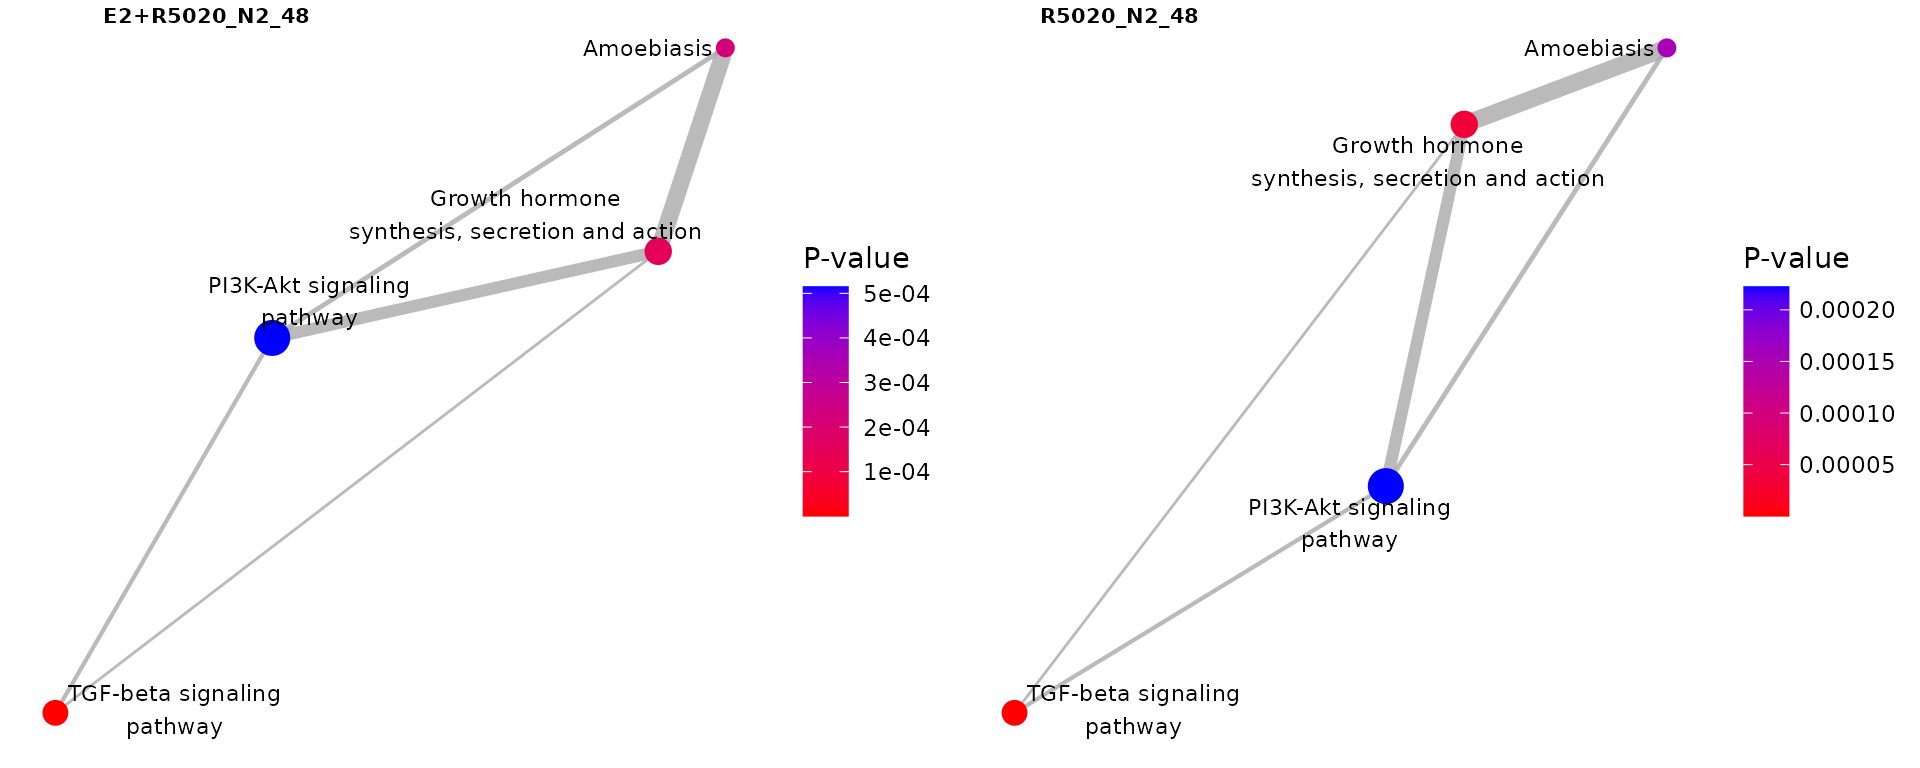 E2+R5020_N2_48
Amoebiasis
Growth hormone
synthesis, secretion and action
PI3K-Akt signaling
pathway
TGF-beta signaling
pathway
P-value
5e-04
4e-04
3e-04
2e-04
1e-04
R5020_N2_48
Amoebiasis
Growth hormone
synthesis, secretion and action
PI3K-Akt signaling
pathway
TGF-beta signaling
pathway
P-value
0.00020
0.00015
0.00010
0.00005